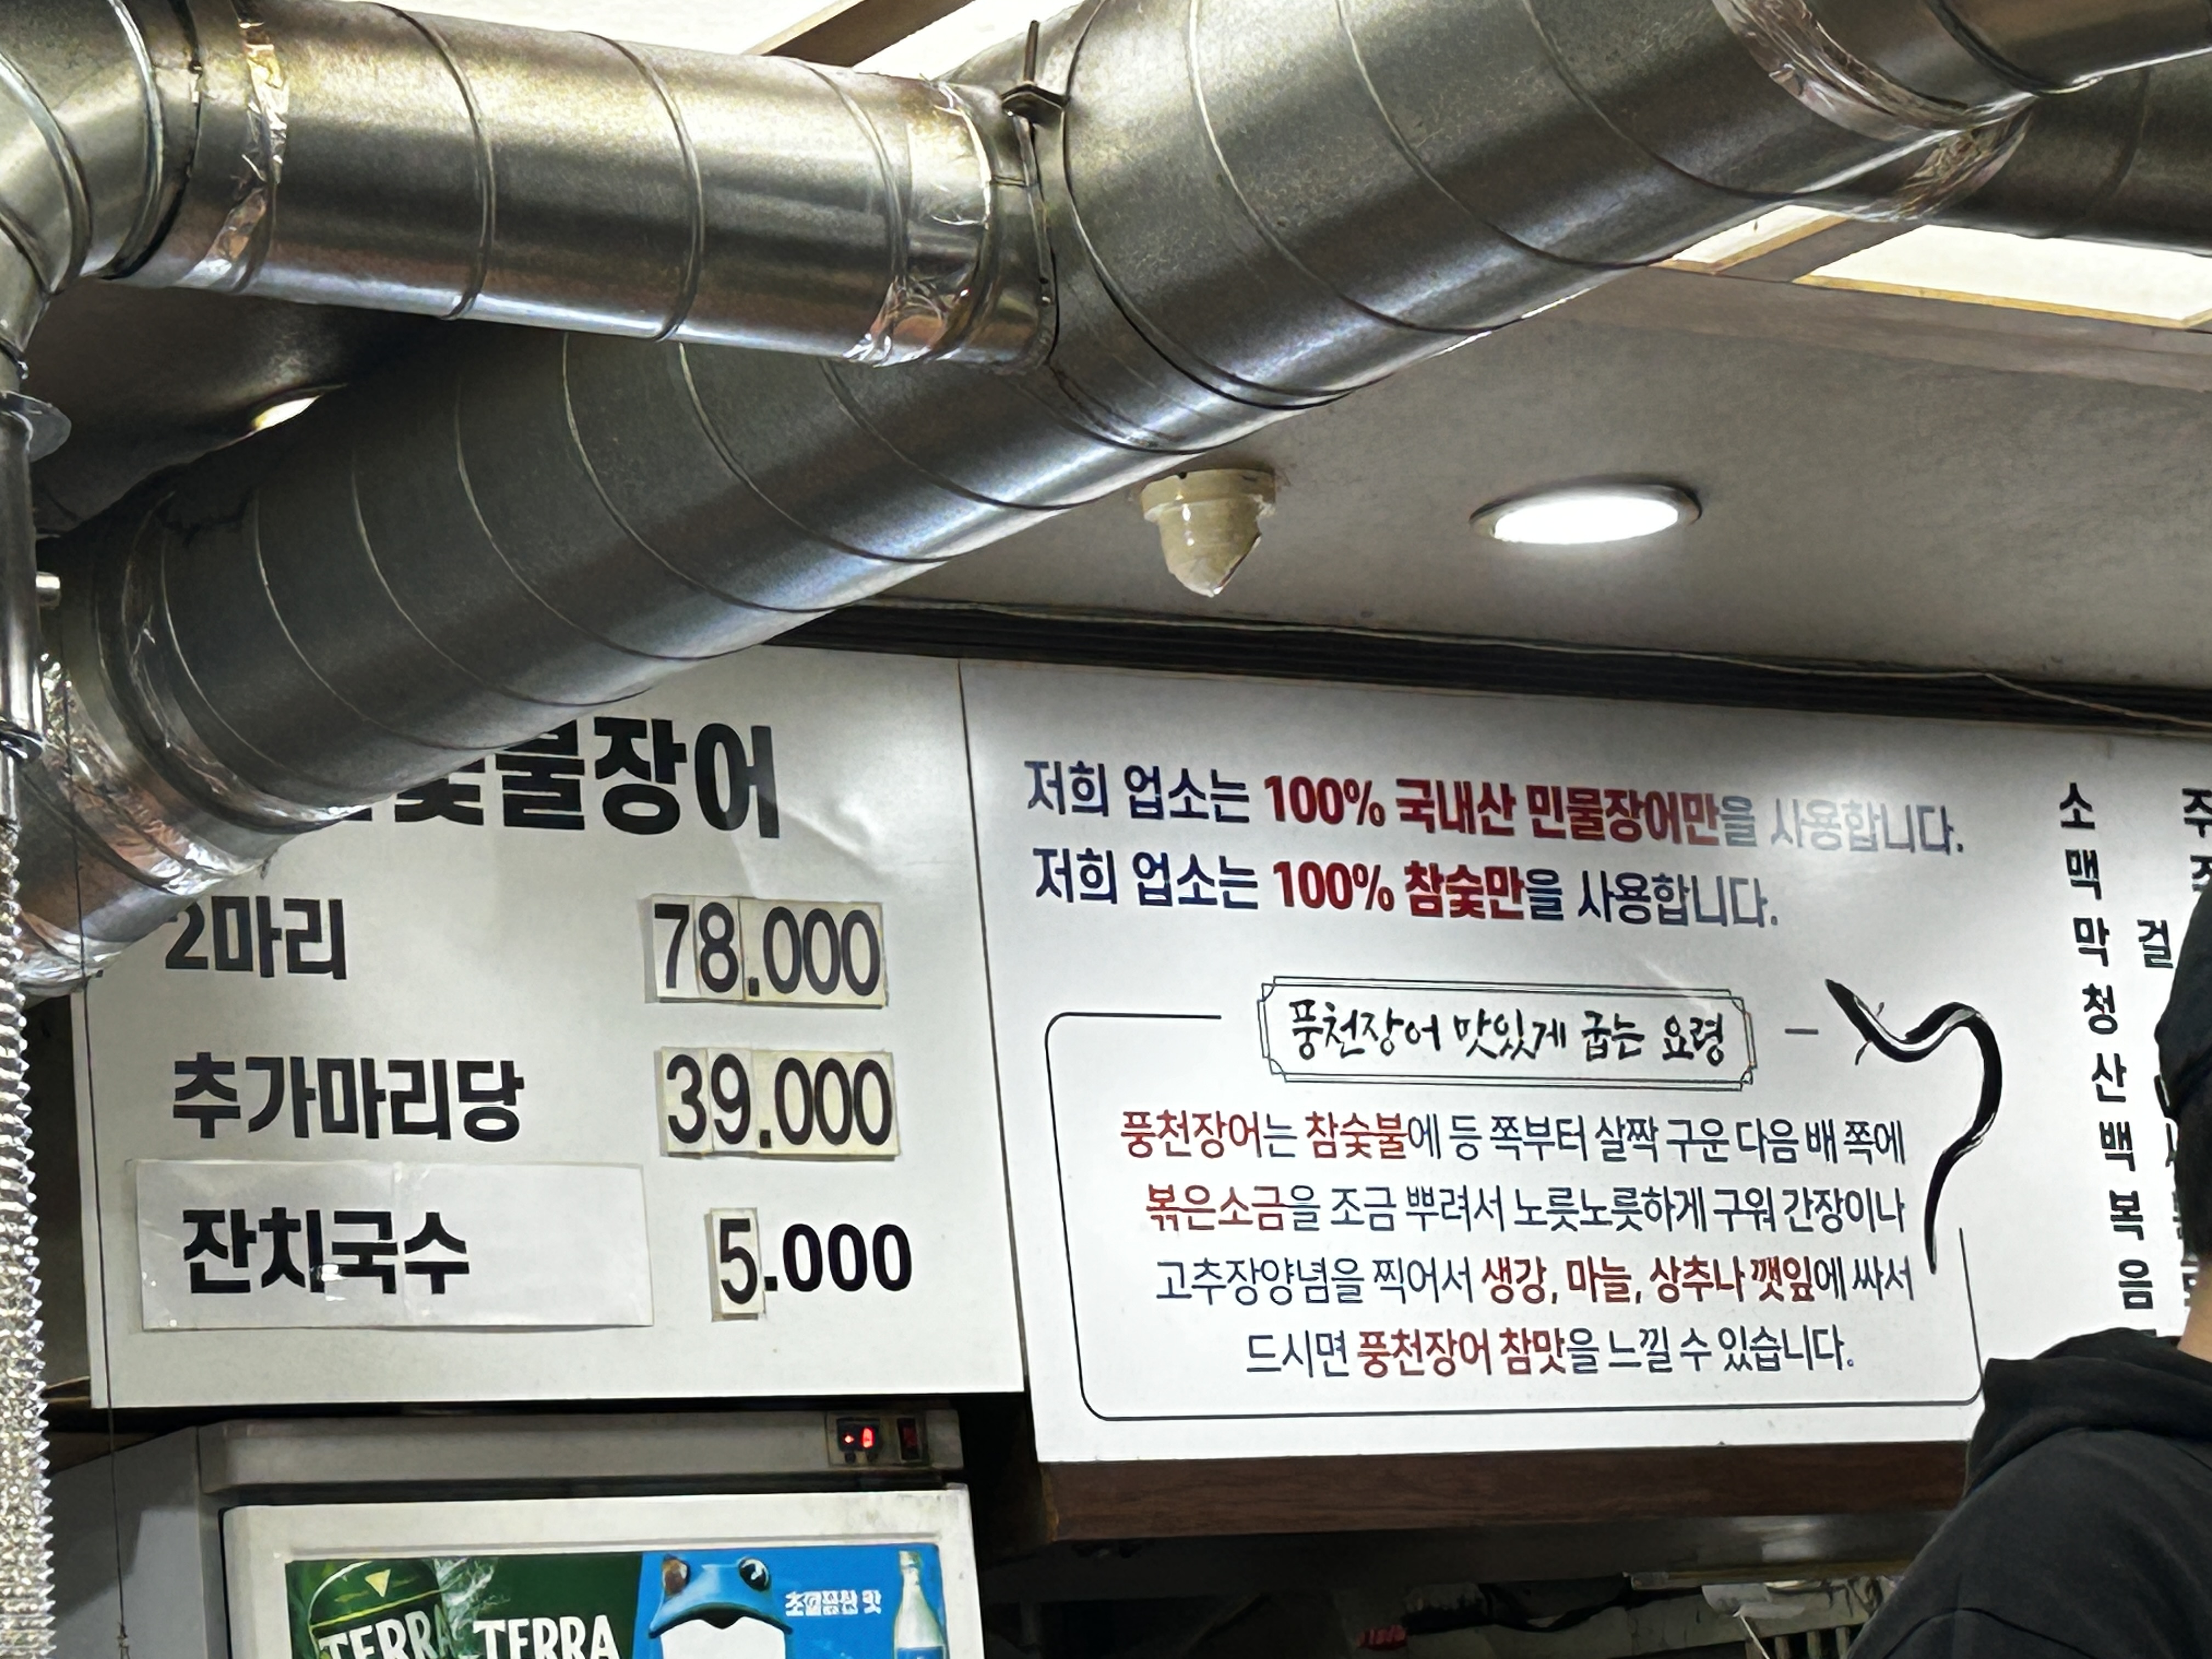 숯불장어
2마리 78.000
추가마리당 39.000
잔치국수 5.000
저희 업소는 100% 국내산 민물장어만을 사용합니다.
저희 업소는 100% 참숯만을 사용합니다.
풍천장어 맛있게 굽는 요령
풍천장어는 참숯불에 등 쪽부터 살짝 구운 다음 배 쪽에
볶은소금을 조금 뿌려서 노릇노릇하게 구워 간장이나
고추장양념을 찍어서 생강, 마늘, 상추나 깻잎에 싸서
드시면 풍천장어 참맛을 느낄 수 있습니다.
소 주
맥
막 걸
청
산
백
복
음
TERRA TERRA